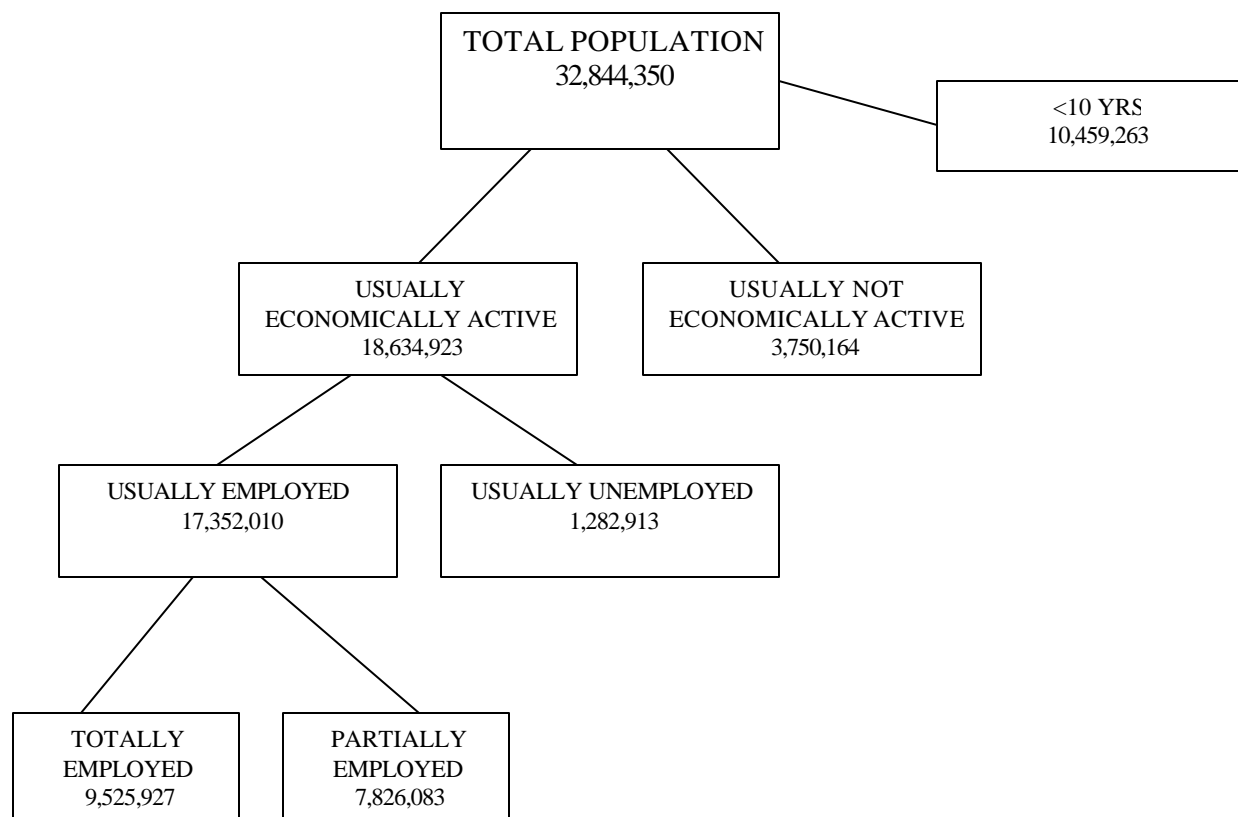 TOTAL POPULATION
32,844,350
<10 YRS
10,459,263
USUALLY
ECONOMICALLY ACTIVE
18,634,923
USUALLY NOT
ECONOMICALLY ACTIVE
3,750,164
USUALLY EMPLOYED
17,352,010
USUALLY UNEMPLOYED
1,282,913
TOTALLY
EMPLOYED
9,525,927
PARTIALLY
EMPLOYED
7,826,083